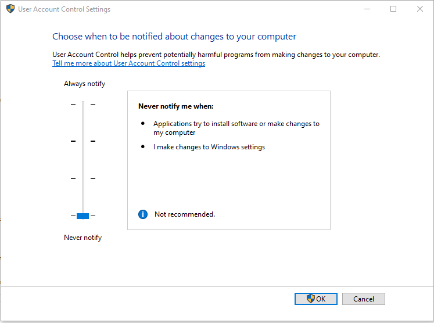 User Account Control Settings
Choose when to be notified about changes to your computer
User Account Control helps prevent potentially harmful programs from making changes to your computer.
Tell me more about User Account Control settings
Always notify
Never notify me when:
Applications try to install software or make changes to
my computer
I make changes to Windows settings
Not recommended.
Never notify
OK
Cancel